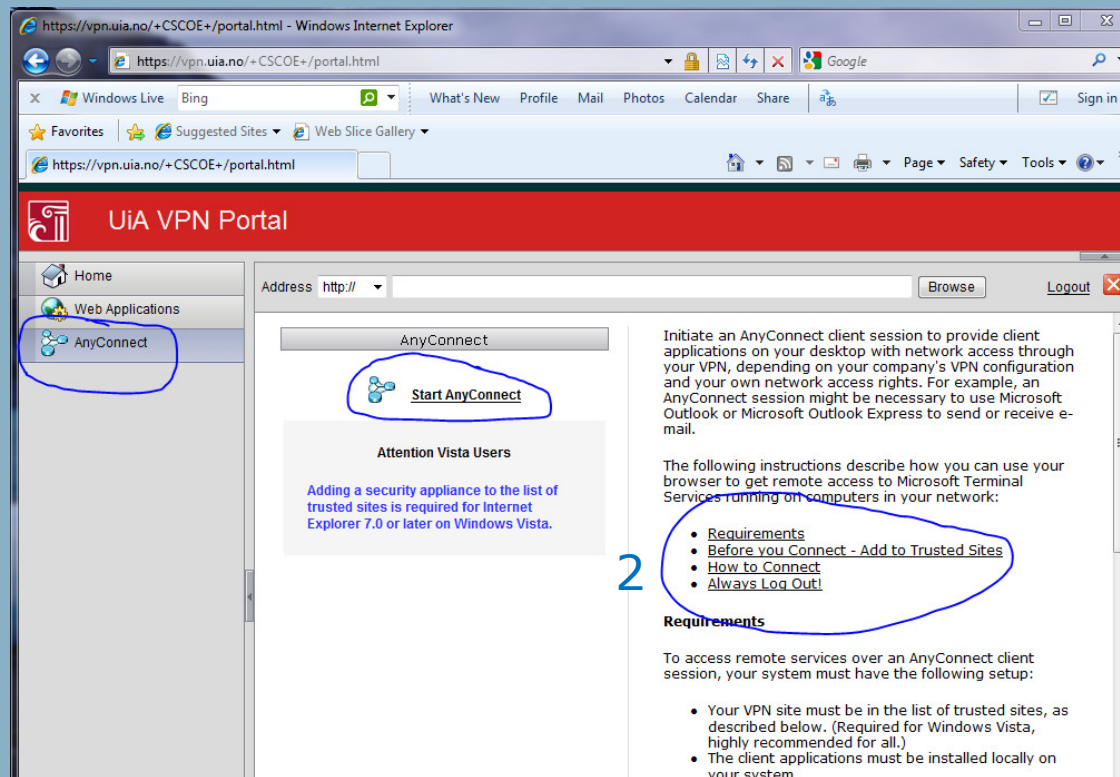 https://vpn.uia.no/+CSCOE+/portal.html - Windows Internet Explorer
https://vpn.uia.no/+CSCOE+/portal.html
Google
Windows Live Bing What's New Profile Mail Photos Calendar Share Sign in
Favorites Suggested Sites Web Slice Gallery
https://vpn.uia.no/+CSCOE+/portal.html Page Safety Tools
UiA VPN Portal
Home
Web Applications
AnyConnect
Address http:// Browse Logout
AnyConnect
Start AnyConnect
Attention Vista Users
Adding a security appliance to the list of
trusted sites is required for Internet
Explorer 7.0 or later on Windows Vista.
Initiate an AnyConnect client session to provide client
applications on your desktop with network access through
your VPN, depending on your company's VPN configuration
and your own network access rights. For example, an
AnyConnect session might be necessary to use Microsoft
Outlook or Microsoft Outlook Express to send or receive e-
mail.
The following instructions describe how you can use your
browser to get remote access to Microsoft Terminal
Services running on computers in your network:
2
• Requirements
• Before you Connect - Add to Trusted Sites
• How to Connect
• Always Log Out!
Requirements
To access remote services over an AnyConnect client
session, your system must have the following setup:
• Your VPN site must be in the list of trusted sites, as
described below. (Required for Windows Vista,
highly recommended for all.)
• The client applications must be installed locally on
your system